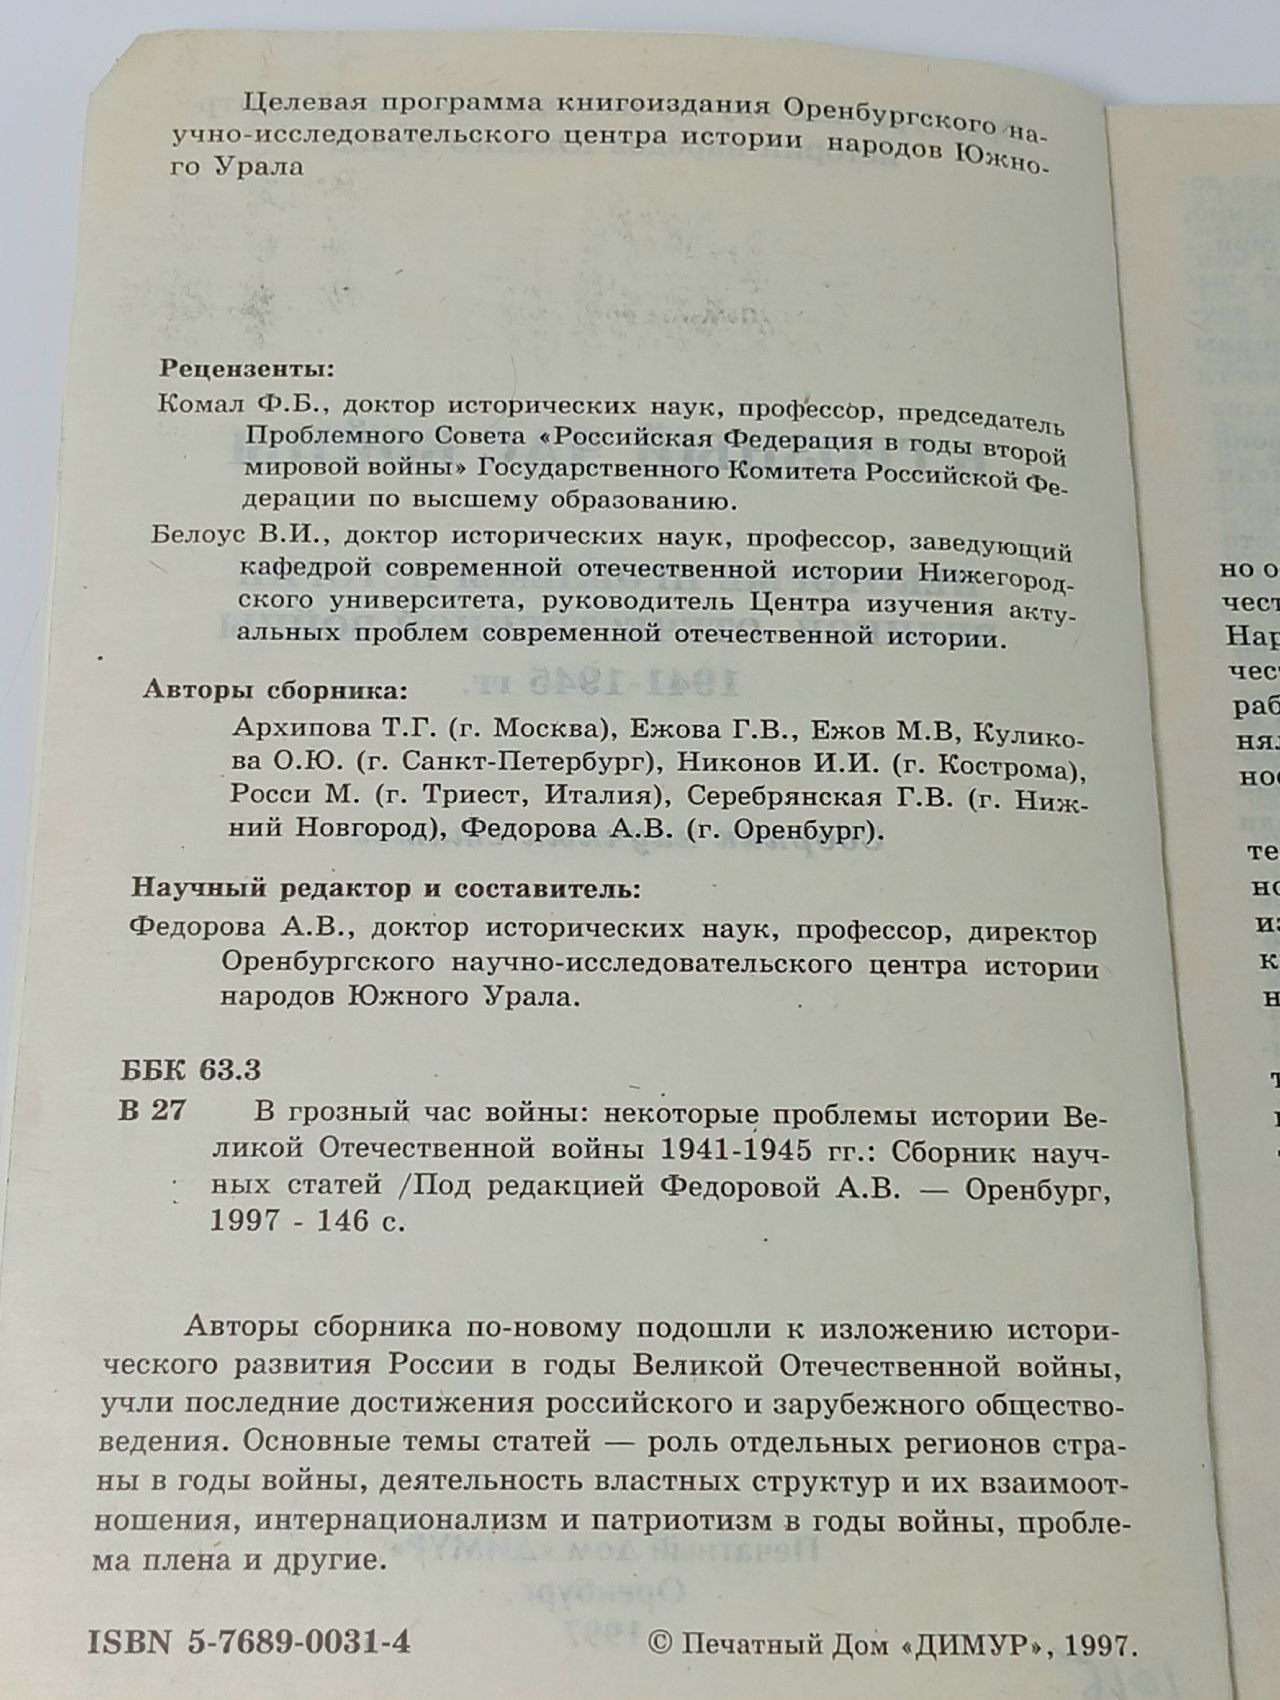 Целевая программа книгоиздания Оренбургского на-
учно-исследовательского центра истории народов Южно-
го Урала
Рецензенты:
Комал Ф.Б., доктор исторических наук, профессор, председатель
Проблемного Совета «Российская Федерация в годы второй
мировой войны» Государственного Комитета Российской Фе-
дерации по высшему образованию.
Белоус В.И., доктор исторических наук, профессор, заведующий
кафедрой современной отечественной истории Нижегород-
ского университета, руководитель Центра изучения акту-
альных проблем современной отечественной истории.
Авторы сборника:
Архипова Т.Г. (г. Москва), Ежова Г.В., Ежов М.В, Кулико-
ва О.Ю. (г. Санкт-Петербург), Никонов И.И. (г. Кострома),
Росси М. (г. Триест, Италия), Серебрянская Г.В. (г. Ниж-
ний Новгород), Федорова А.В. (г. Оренбург).
Научный редактор и составитель:
Федорова А.В., доктор исторических наук, профессор, директор
Оренбургского научно-исследовательского центра истории
народов Южного Урала.
ББК 63.3
В 27 В грозный час войны: некоторые проблемы истории Ве-
ликой Отечественной войны 1941-1945 гг.: Сборник науч-
ных статей /Под редакцией Федоровой А.В. — Оренбург,
1997 - 146 с.
Авторы сборника по-новому подошли к изложению истори-
ческого развития России в годы Великой Отечественной войны,
учли последние достижения российского и зарубежного общество-
ведения. Основные темы статей — роль отдельных регионов стра-
ны в годы войны, деятельность властных структур и их взаимоот-
ношения, интернационализм и патриотизм в годы войны, пробле-
ма плена и другие.
ISBN 5-7689-0031-4 © Печатный Дом «ДИМУР», 1997.